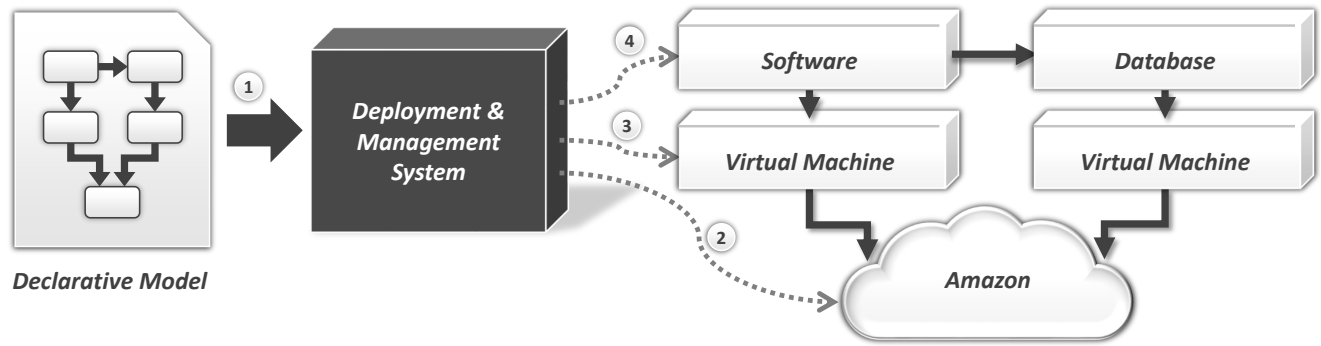 Declarative Model
1
Deployment &
Management
System
4
3
2
Software
Database
Virtual Machine
Virtual Machine
Amazon